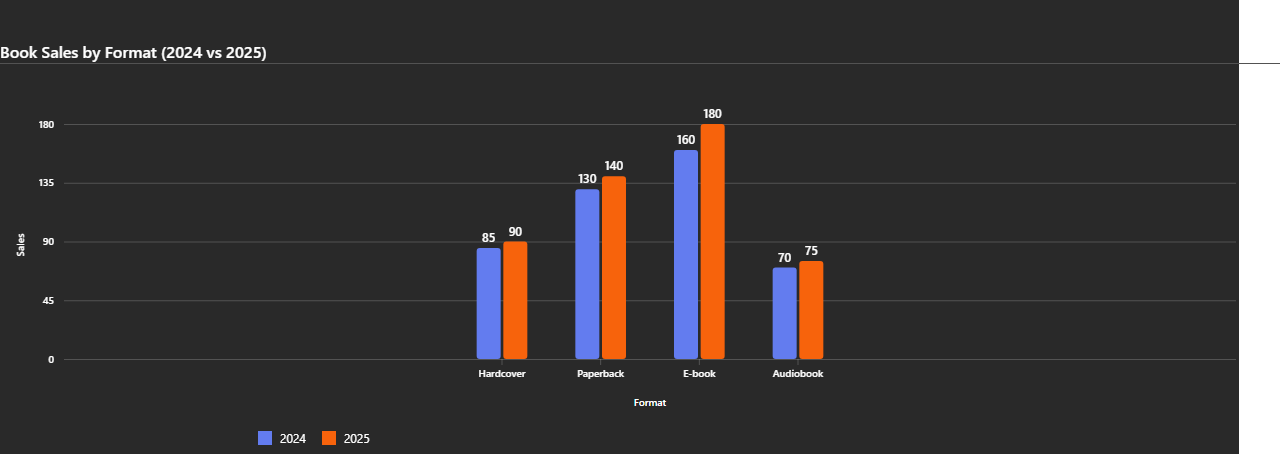 Book Sales by Format (2024 vs 2025)
180
135
90
45
0
Sales
85
90
130
140
160
180
70
75
Hardcover
Paperback
E-book
Audiobook
Format
2024
2025